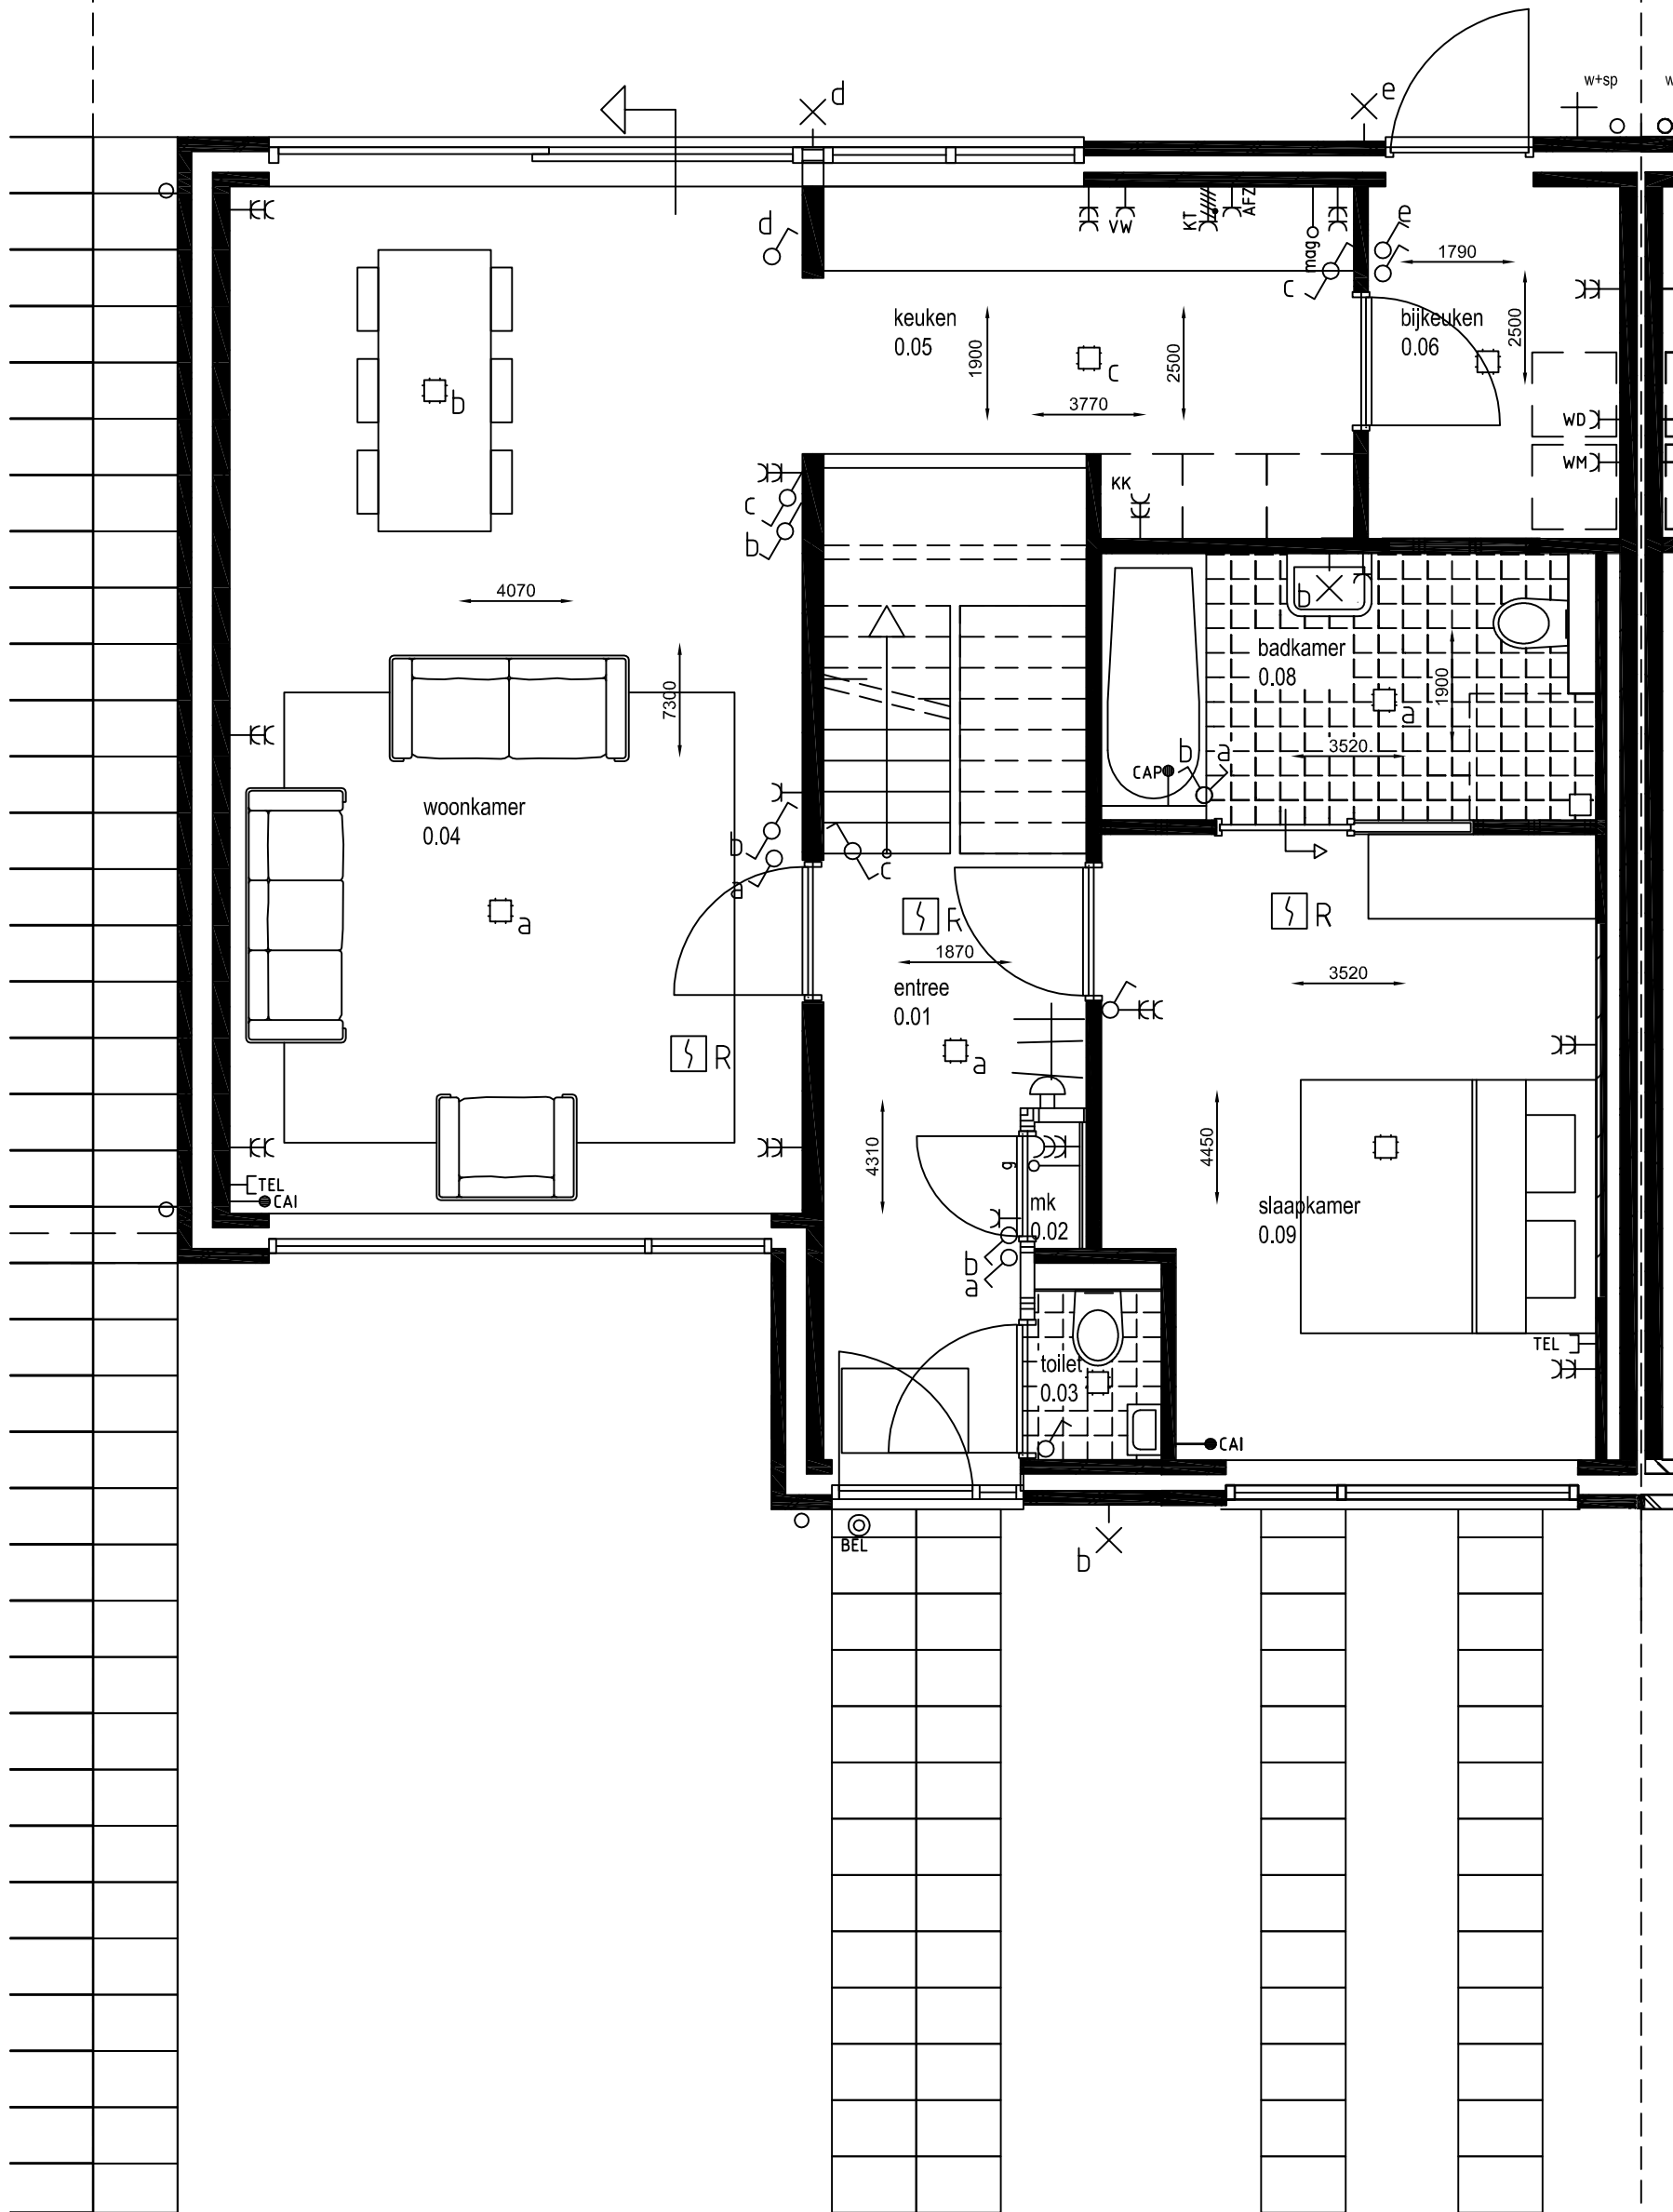 w+sp
w
d
e
d
VW
KT
AFZ
mag
c
e
1790
keuken
0.05
1900
2500
c
3770
bijkeuken
0.06
2500
b
WD
WM
KK
c
b
4070
7300
b
badkamer
0.08
1900
a
3520
b
a
CAP
woonkamer
0.04
b
a
c
a
R
R
1870
3520
entree
0.01
a
R
4310
4450
g
TEL
CAI
mk
0.02
slaapkamer
0.09
b
a
toilet
0.03
TEL
CAI
BEL
b